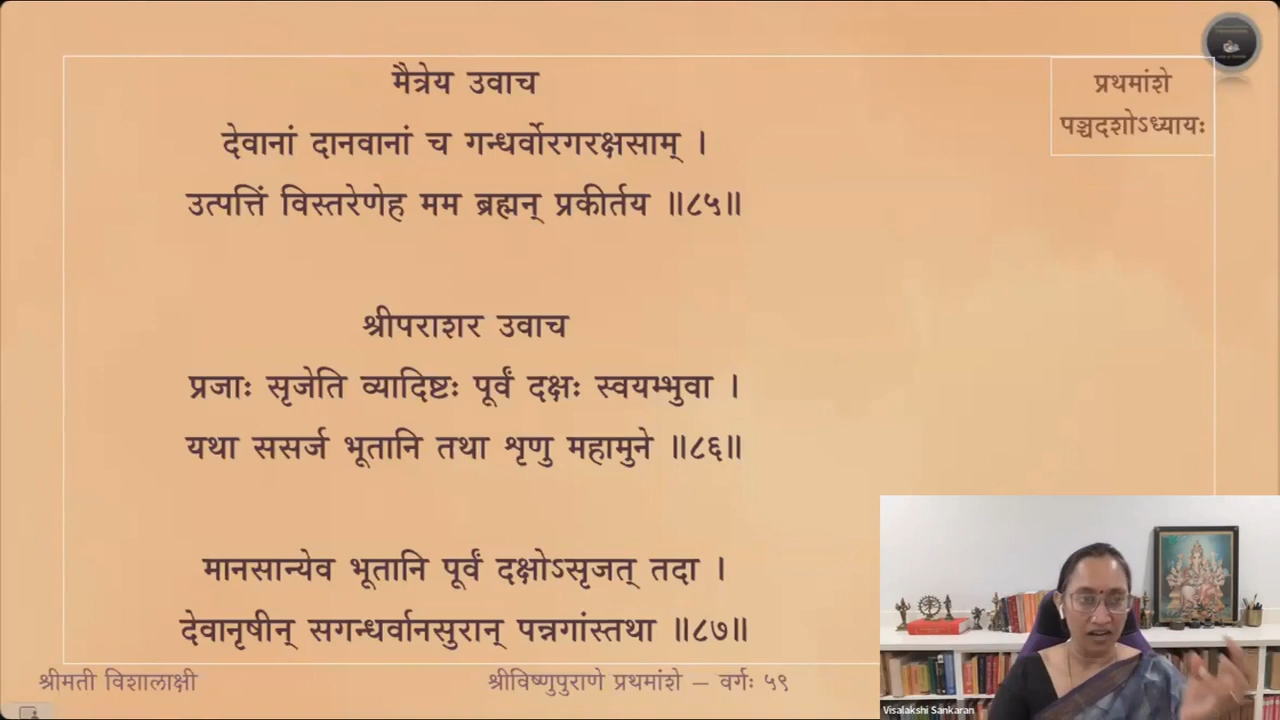 मैत्रेय उवाच
देवानां दानवानां च गन्धर्वोरगरक्षसाम् ।
उत्पत्तिं विस्तरेणेह मम ब्रह्मन् प्रकीर्तय ॥८५॥
श्रीपराशर उवाच
प्रजाः सृजेति व्यादिष्टः पूर्वं दक्षः स्वयम्भुवा ।
यथा ससर्ज भूतानि तथा शृणु महामुने ॥८६॥
मानसान्येव भूतानि पूर्वं दक्षोऽसृजत् तदा ।
देवानृषीन् सगन्धर्वानसुरान् पन्नगांस्तथा ॥८७॥
प्रथमांशे
पञ्चदशोऽध्यायः
श्रीमती विशालाक्षी
श्रीविष्णुपुराणे प्रथमांशे – वर्गः ५९
Visalakshi Sankaran